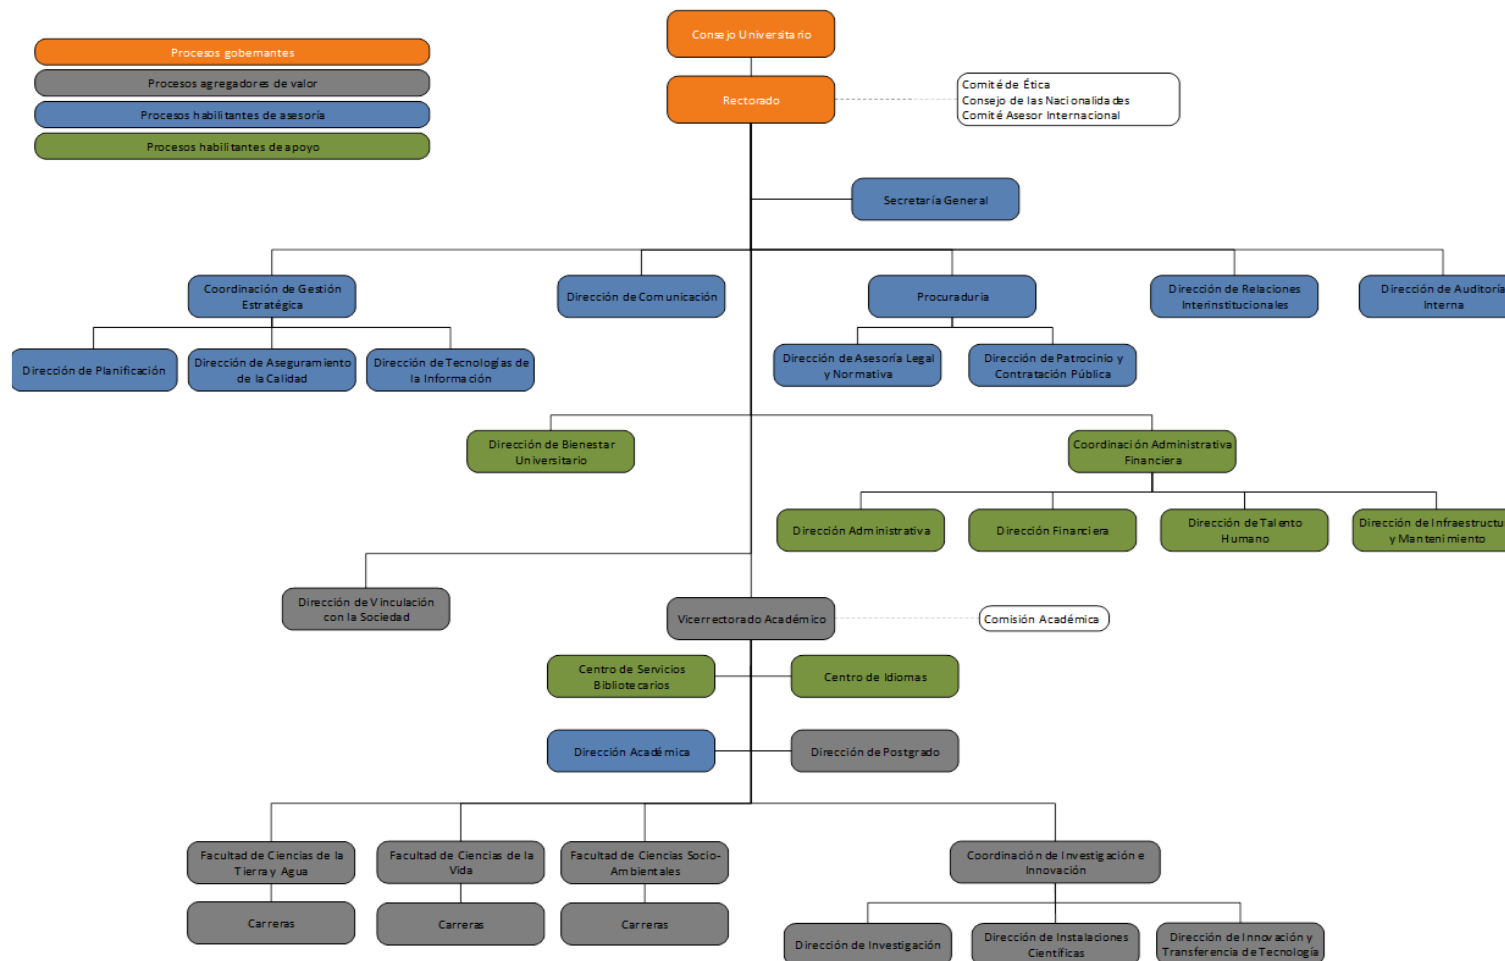 Consejo Universitario
Procesos gobernantes
Procesos agregadores de valor
Procesos habilitantes de asesoría
Procesos habilitantes de apoyo
Rectorado
Comité de Ética
Consejo de las Nacionalidades
Comité Asesor Internacional
Secretaría General
Coordinación de Gestión
Estratégica
Dirección de Comunicación
Procuraduria
Dirección de Relaciones
Interinstitucionales
Dirección de Auditoría
Interna
Dirección de Planificación
Dirección de Aseguramiento
de la Calidad
Dirección de Tecnologías de
la Información
Dirección de Asesoría Legal
y Normativa
Dirección de Patrocinio y
Contratación Pública
Dirección de Bienestar
Universitario
Coordinación Administrativa
Financiera
Dirección Administrativa
Dirección Financiera
Dirección de Talento
Humano
Dirección de Infraestructu
y Mantenimiento
Dirección de Vinculación
con la Sociedad
Vicerrectorado Académico
Comisión Académica
Centro de Servicios
Bibliotecarios
Centro de Idiomas
Dirección Académica
Dirección de Postgrado
Facultad de Ciencias de la
Tierra y Agua
Facultad de Ciencias de la
Vida
Facultad de Ciencias Socio-
Ambientales
Coordinación de Investigación e
Innovación
Carreras
Carreras
Carreras
Dirección de Investigación
Dirección de Instalaciones
Científicas
Dirección de Innovación y
Transferencia de Tecnología